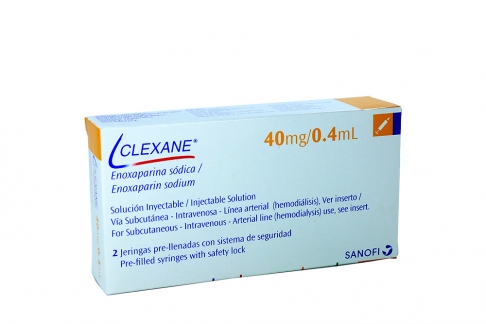 CLEXANE®
40mg/0.4mL
Enoxaparina sódica /
Enoxaparin sodium
Solución Inyectable / Injectable Solution
Vía Subcutánea - Intravenosa - Línea arterial (hemodiálisis), Ver inserto /
For Subcutaneous - Intravenous - Arterial line (hemodialysis) use, see insert.
2 Jeringas pre-llenadas con sistema de seguridad
Pre-filled syringes with safety lock
SANOFI